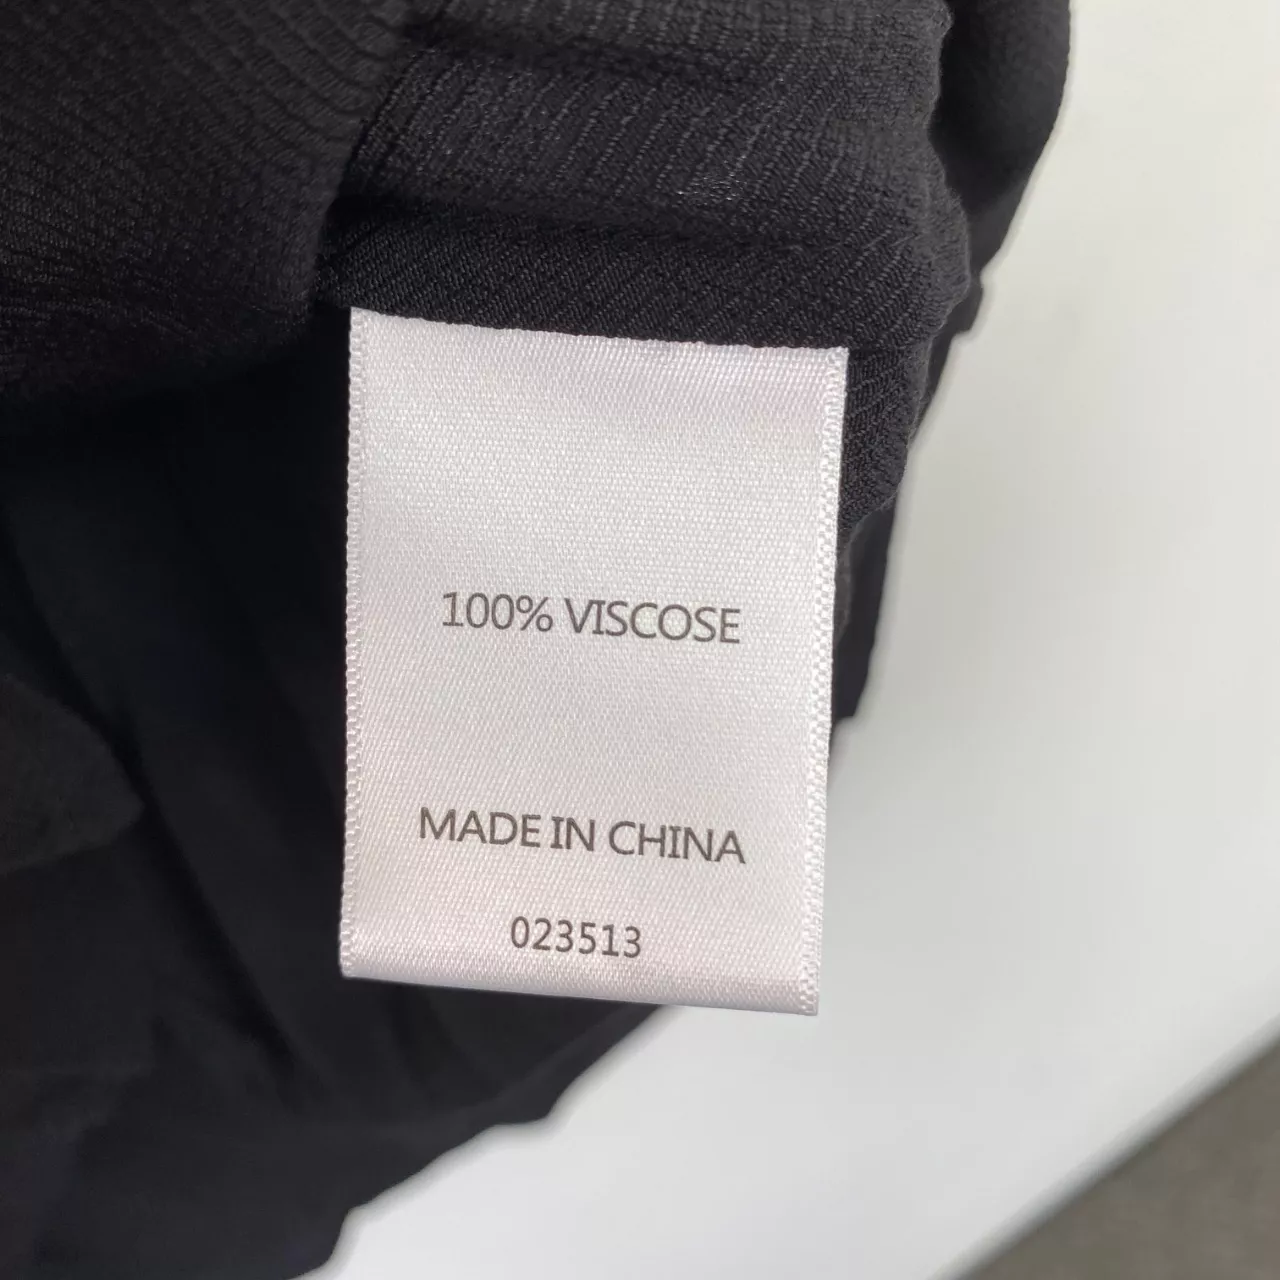 100% VISCOSE
MADE IN CHINA
023513